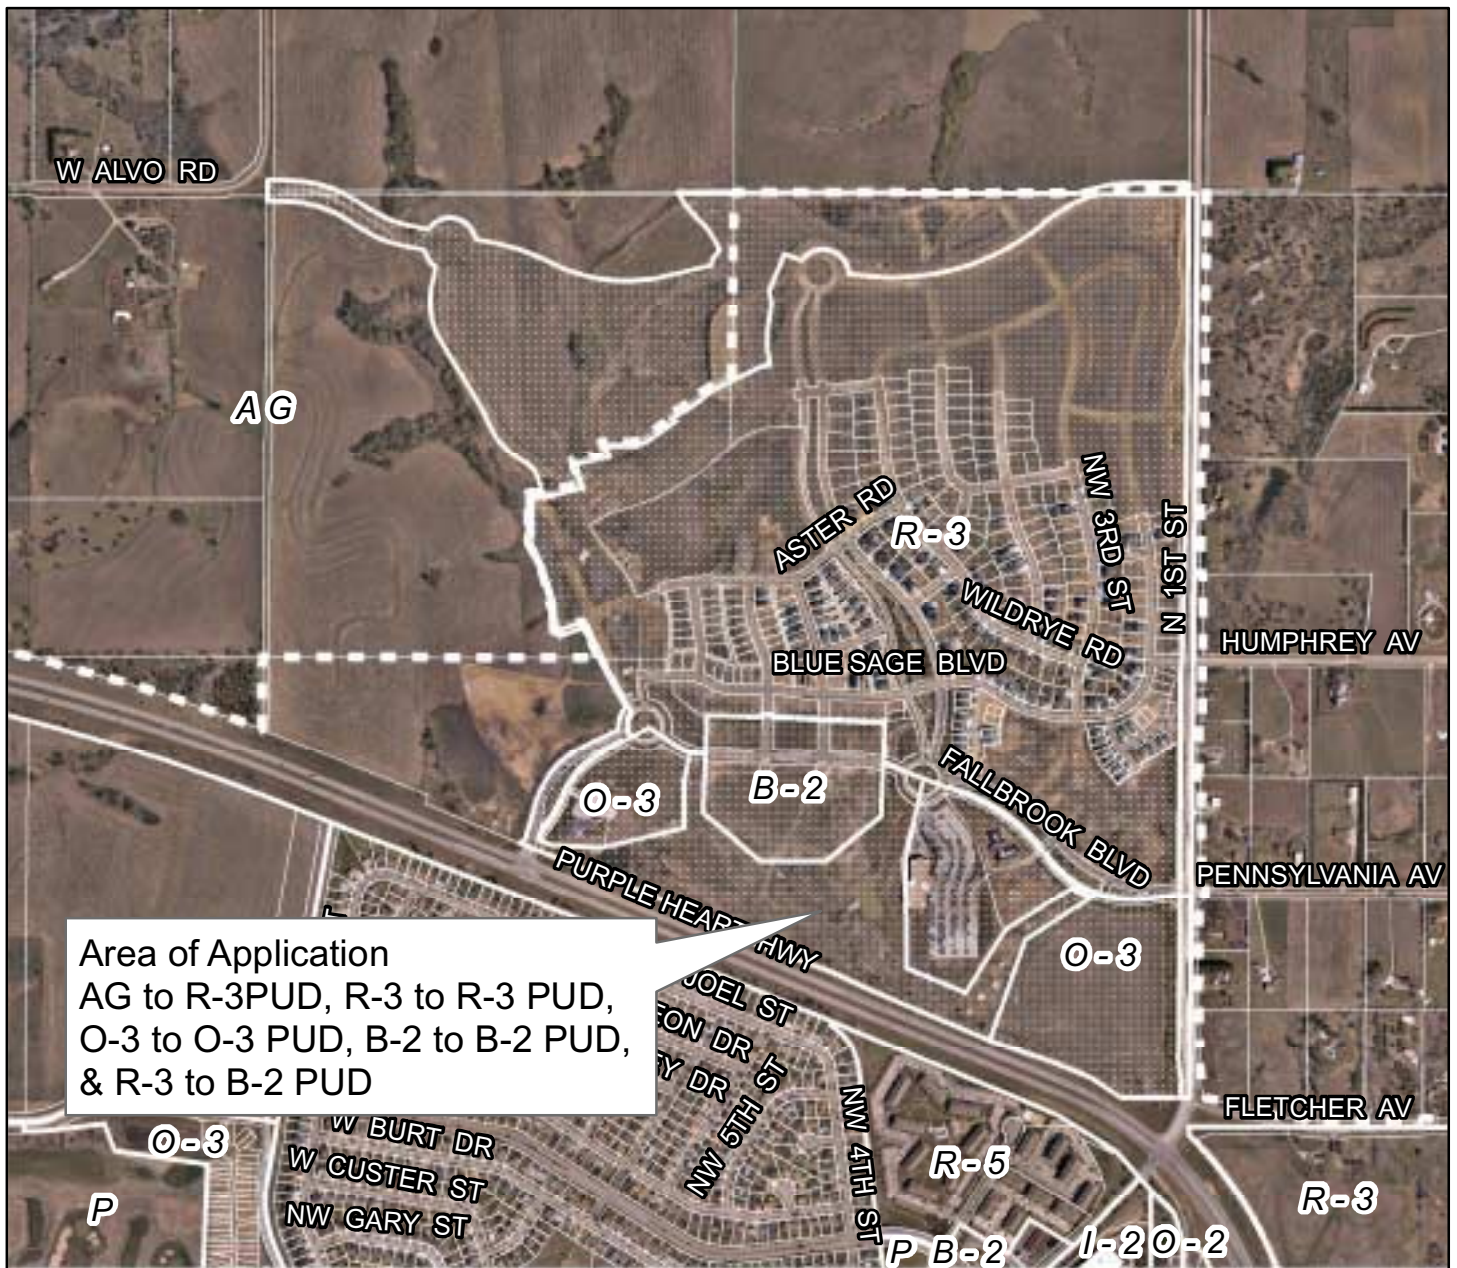 W ALVO RD
AG
ASTER RD
R-3
NW 3RD ST
N 1ST ST
WILDRYE RD
HUMPHREY AV
BLUE SAGE BLVD
O-3
B-2
FALLBROOK BLVD
PENNSYLVANIA AV
PURPLE HEART HWY
O-3
Area of Application
AG to R-3PUD, R-3 to R-3 PUD,
O-3 to O-3 PUD, B-2 to B-2 PUD,
& R-3 to B-2 PUD
JOEL ST
DR
DR
NW 5TH ST
NW 4TH ST
FLETCHER AV
O-3
W BURT DR
W CUSTER ST
NW GARY ST
P
R-5
R-3
P
B-2
I-2
O-2